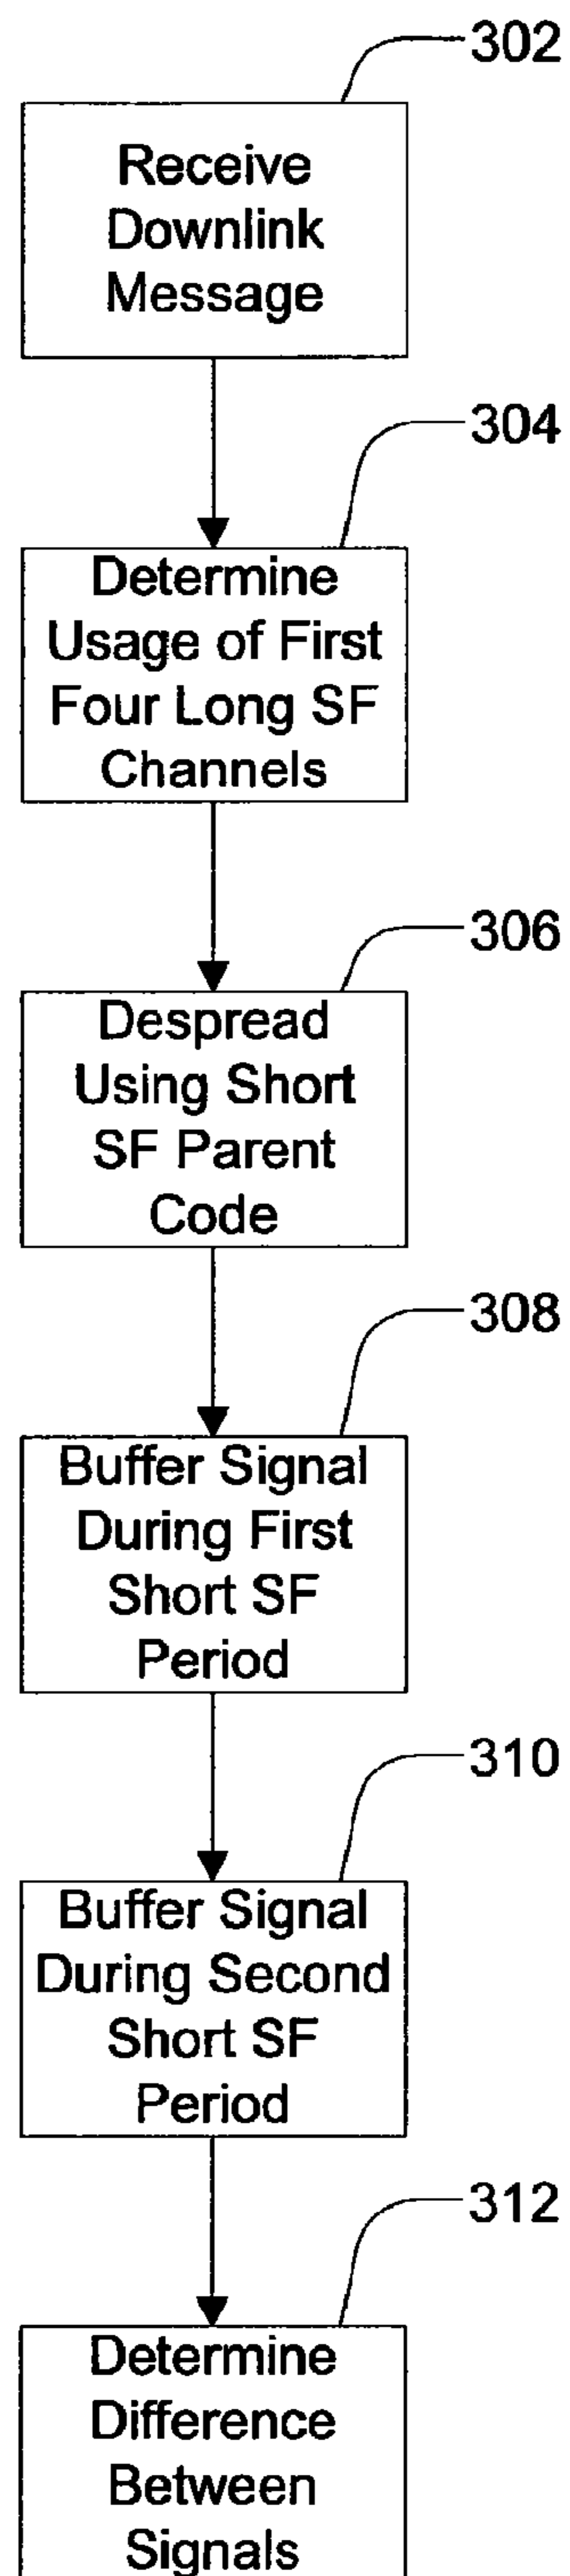 302
Receive
Downlink
Message
304
Determine
Usage of First
Four Long SF
Channels
306
Despread
Using Short
SF Parent
Code
308
Buffer Signal
During First
Short SF
Period
310
Buffer Signal
During Second
Short SF
Period
312
Determine
Difference
Between
Signals